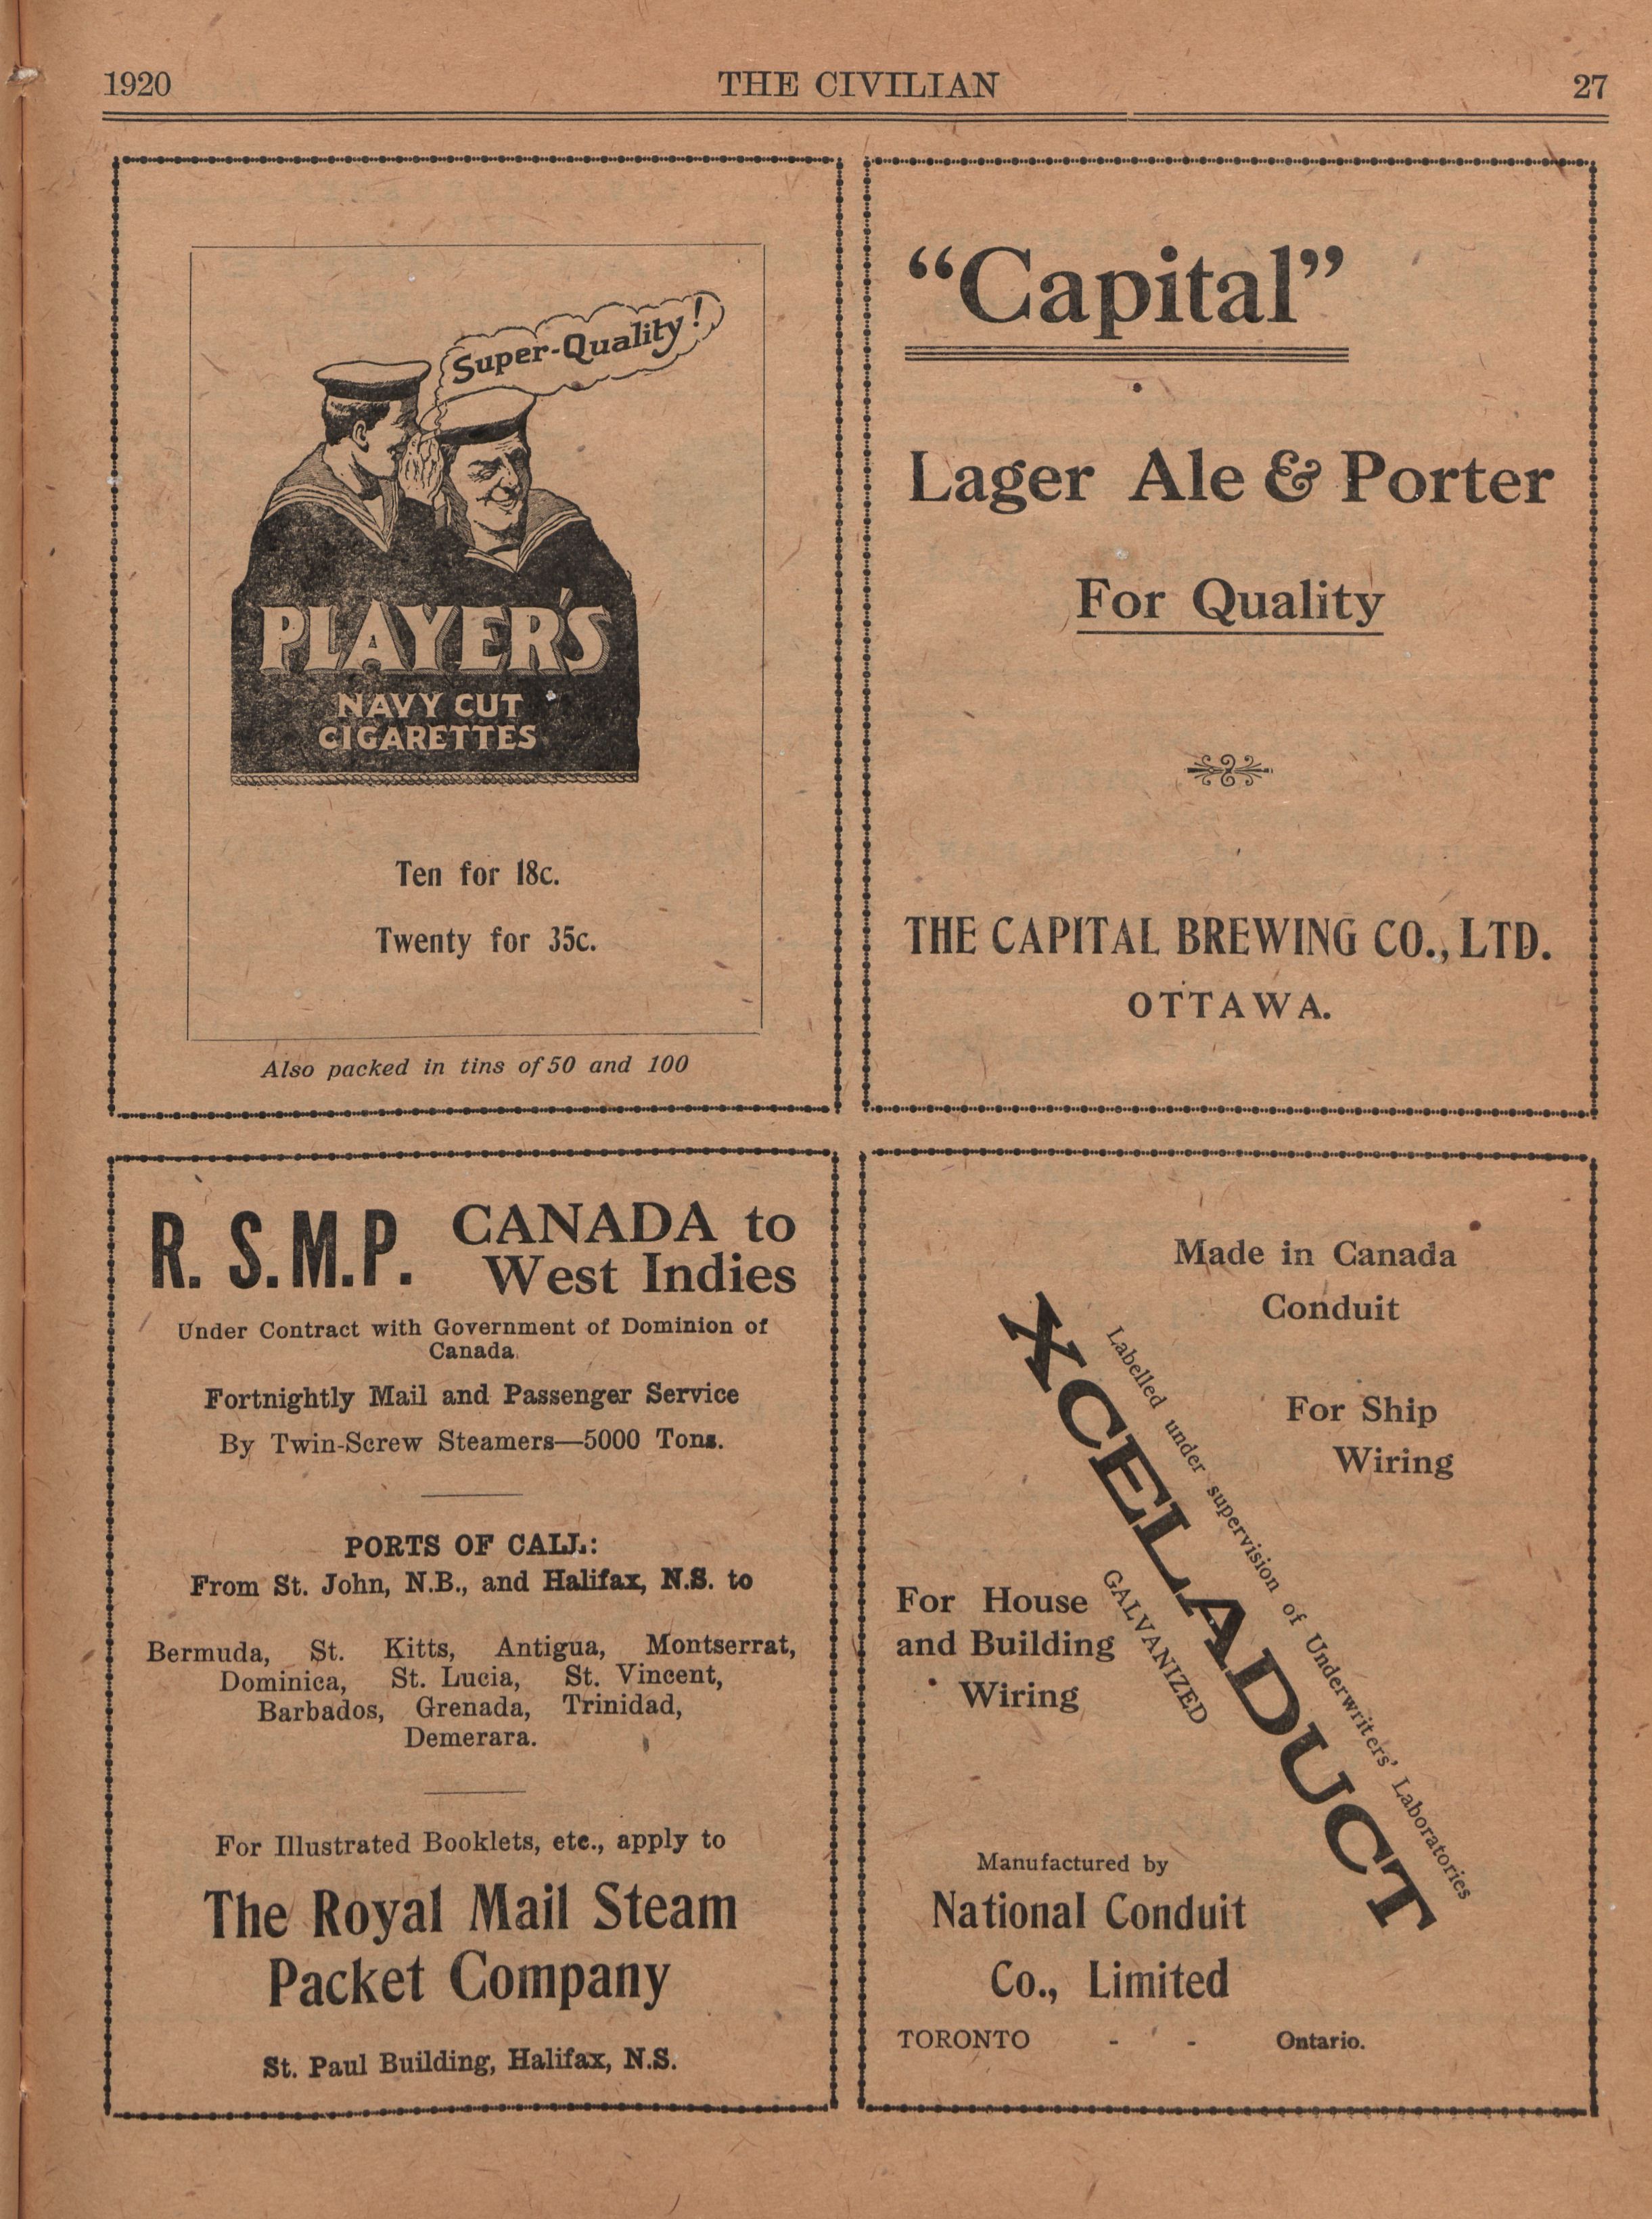 1920 THE CIVILIAN 27
Super-Quality!
PLAYER'S
NAVY CUT
CIGARETTES
Ten for 18c.
Twenty for 35c.
Also packed in tins of 50 and 100
“Capital”
Lager Ale & Porter
For Quality
THE CAPITAL BREWING CO., LTD.
OTTAWA.
R. S. M. P. CANADA to
West Indies
Under Contract with Government of Dominion of
Canada.
Fortnightly Mail and Passenger Service
By Twin-Screw Steamers—5000 Tons.
PORTS OF CALL:
From St. John, N.B., and Halifax, N.S. to
Bermuda, St. Kitts, Antigua, Montserrat,
Dominica, St. Lucia, St. Vincent,
Barbados, Grenada, Trinidad,
Demerara.
For Illustrated Booklets, etc., apply to
The Royal Mail Steam
Packet Company
St. Paul Building, Halifax, N.S.
Made in Canada
Conduit
XCELADUCT
Labelled under supervision of Underwriters' Laboratories
For Ship
Wiring
GALVANIZED
For House
and Building
Wiring
Manufactured by
National Conduit
Co., Limited
TORONTO - - Ontario.